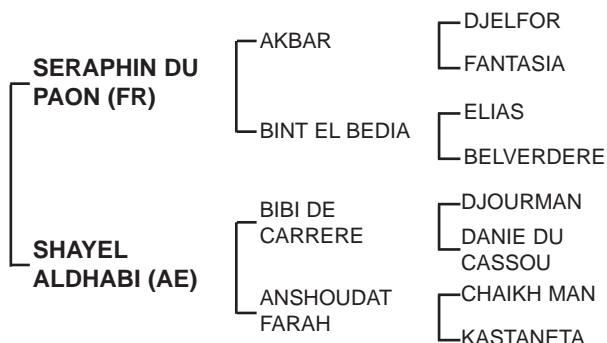 SERAPHIN DU
PAON (FR)
AKBAR
DJELFOR
FANTASIA
BINT EL BEDIA
ELIAS
BELVERDERE
SHAYEL
ALDHABI (AE)
BIBI DE
CARRERE
DJOURMAN
DANIE DU
CASSOU
ANSHOUDAT
FARAH
CHAIKH MAN
KASTANETA